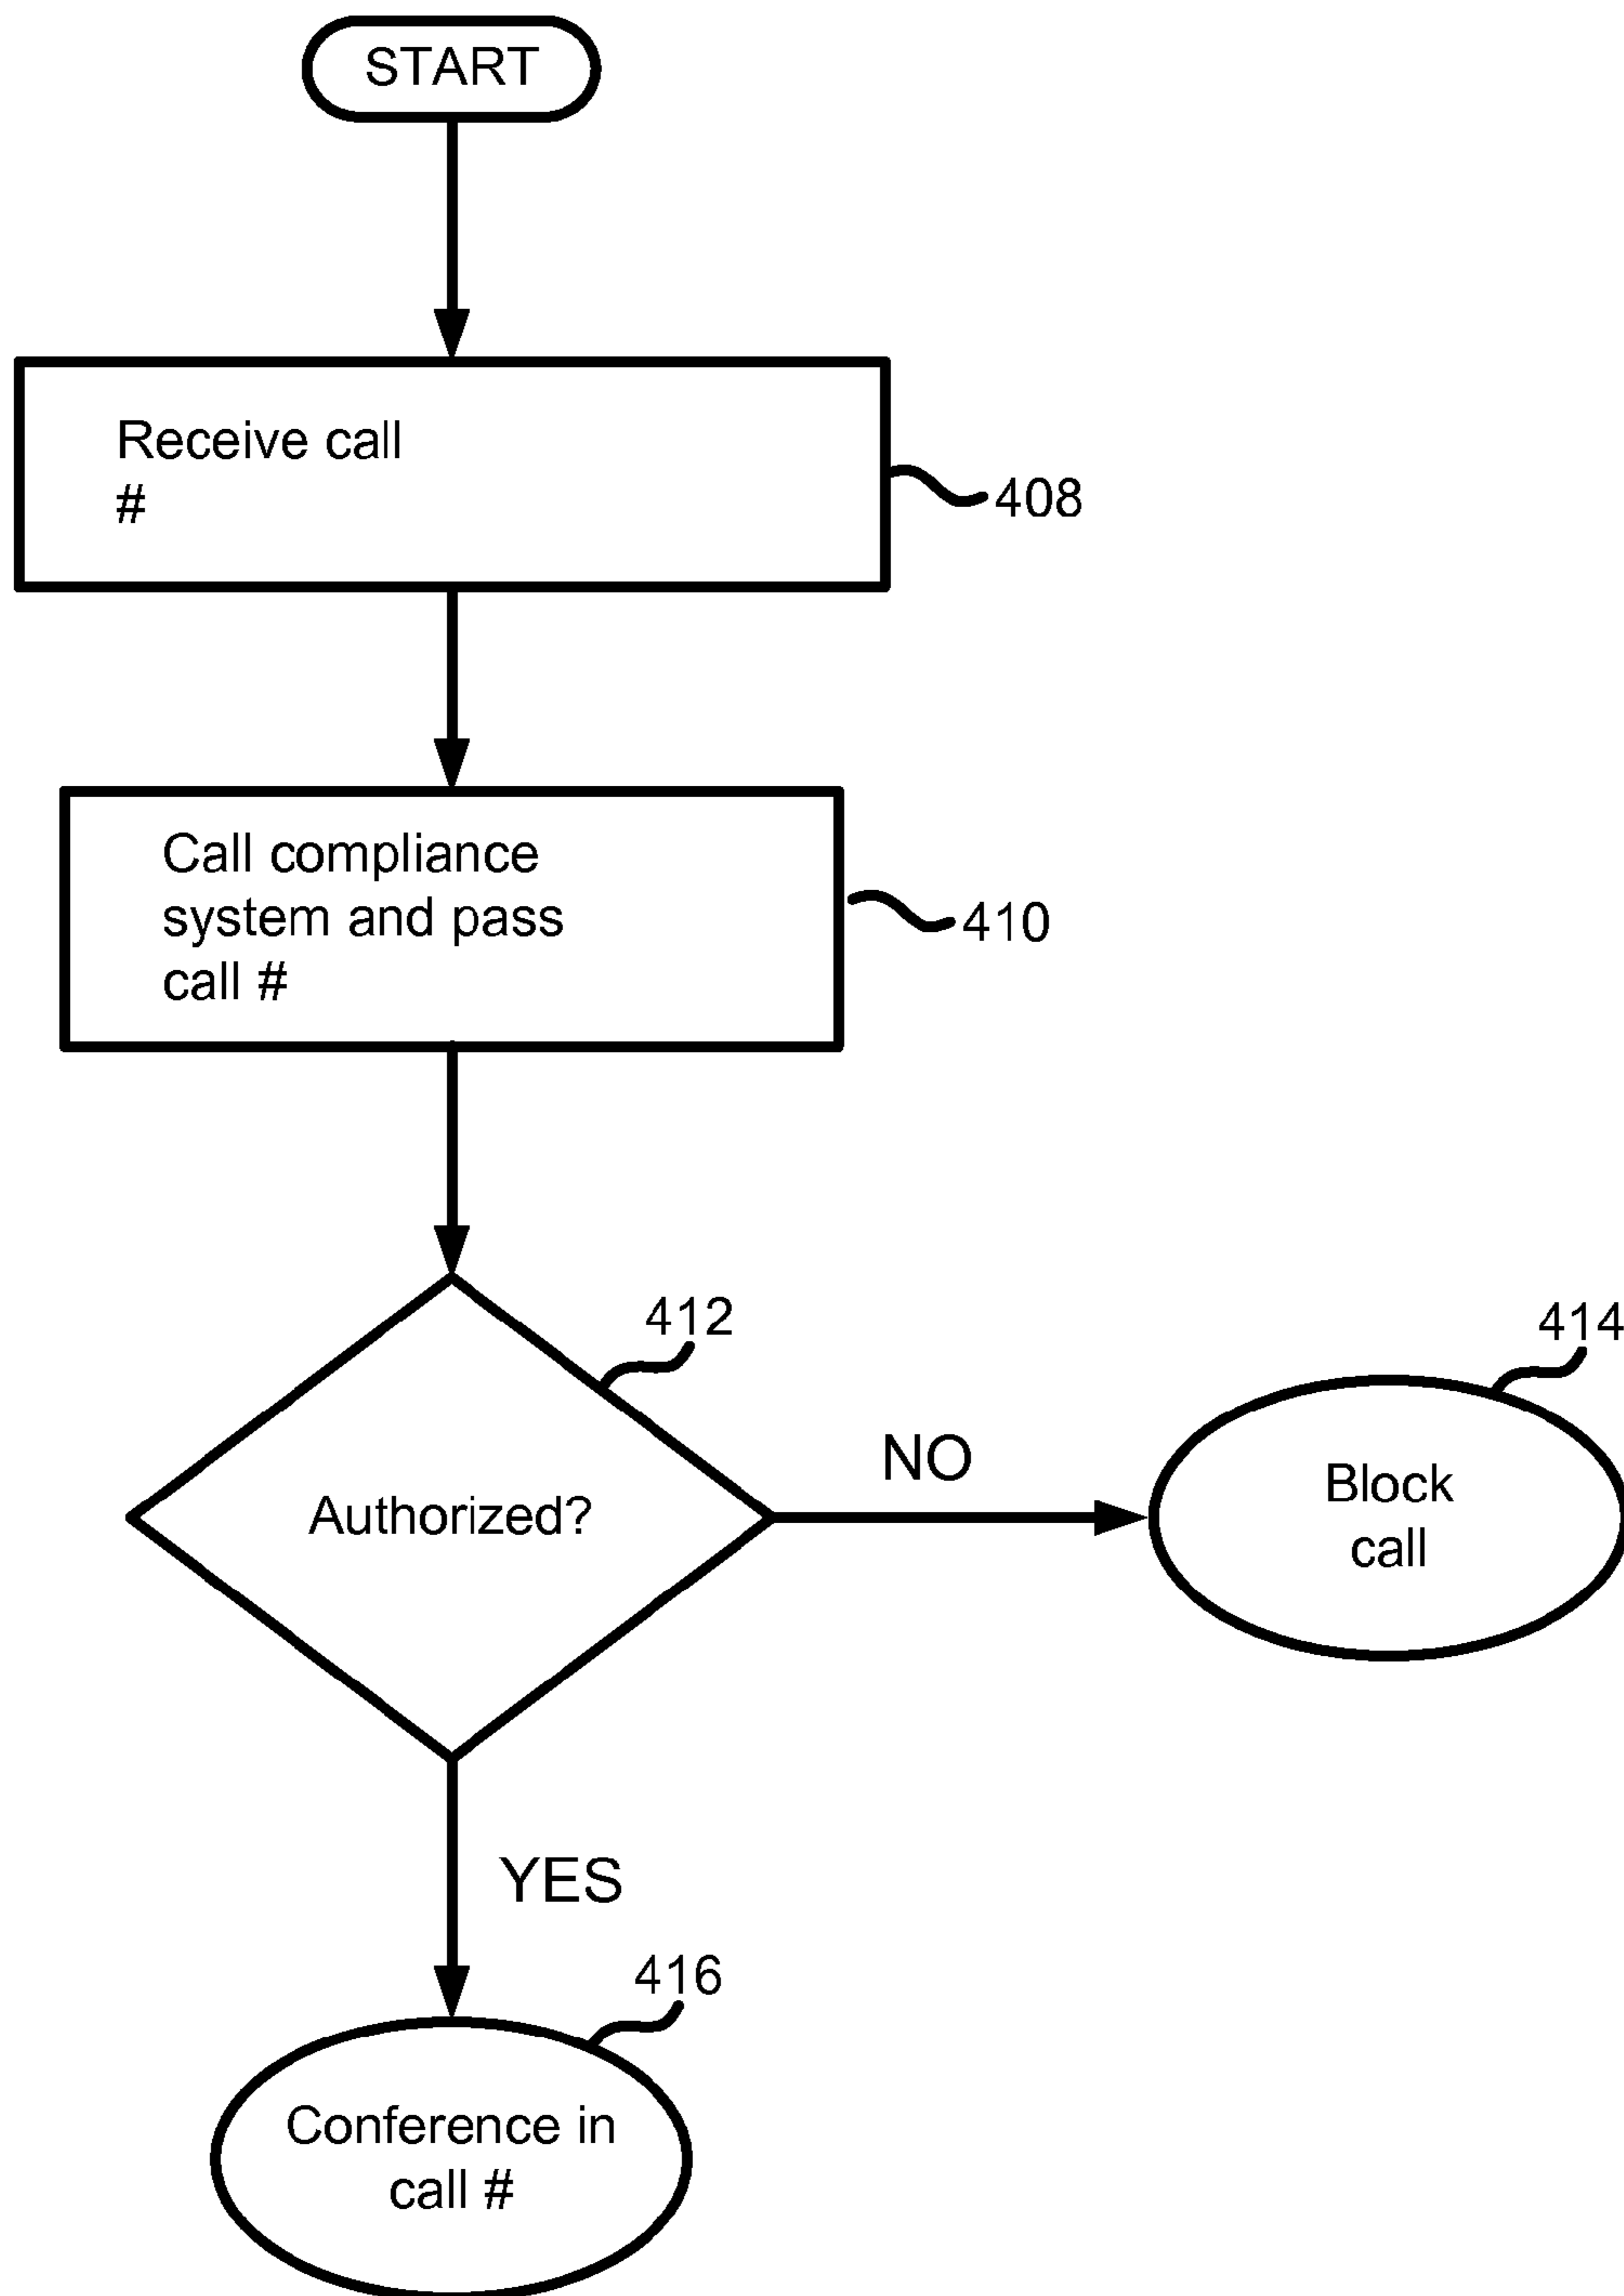 START
Receive call
#
408
Call compliance
system and pass
call #
410
412
414
Authorized?
NO
Block
call
YES
416
Conference in
call #